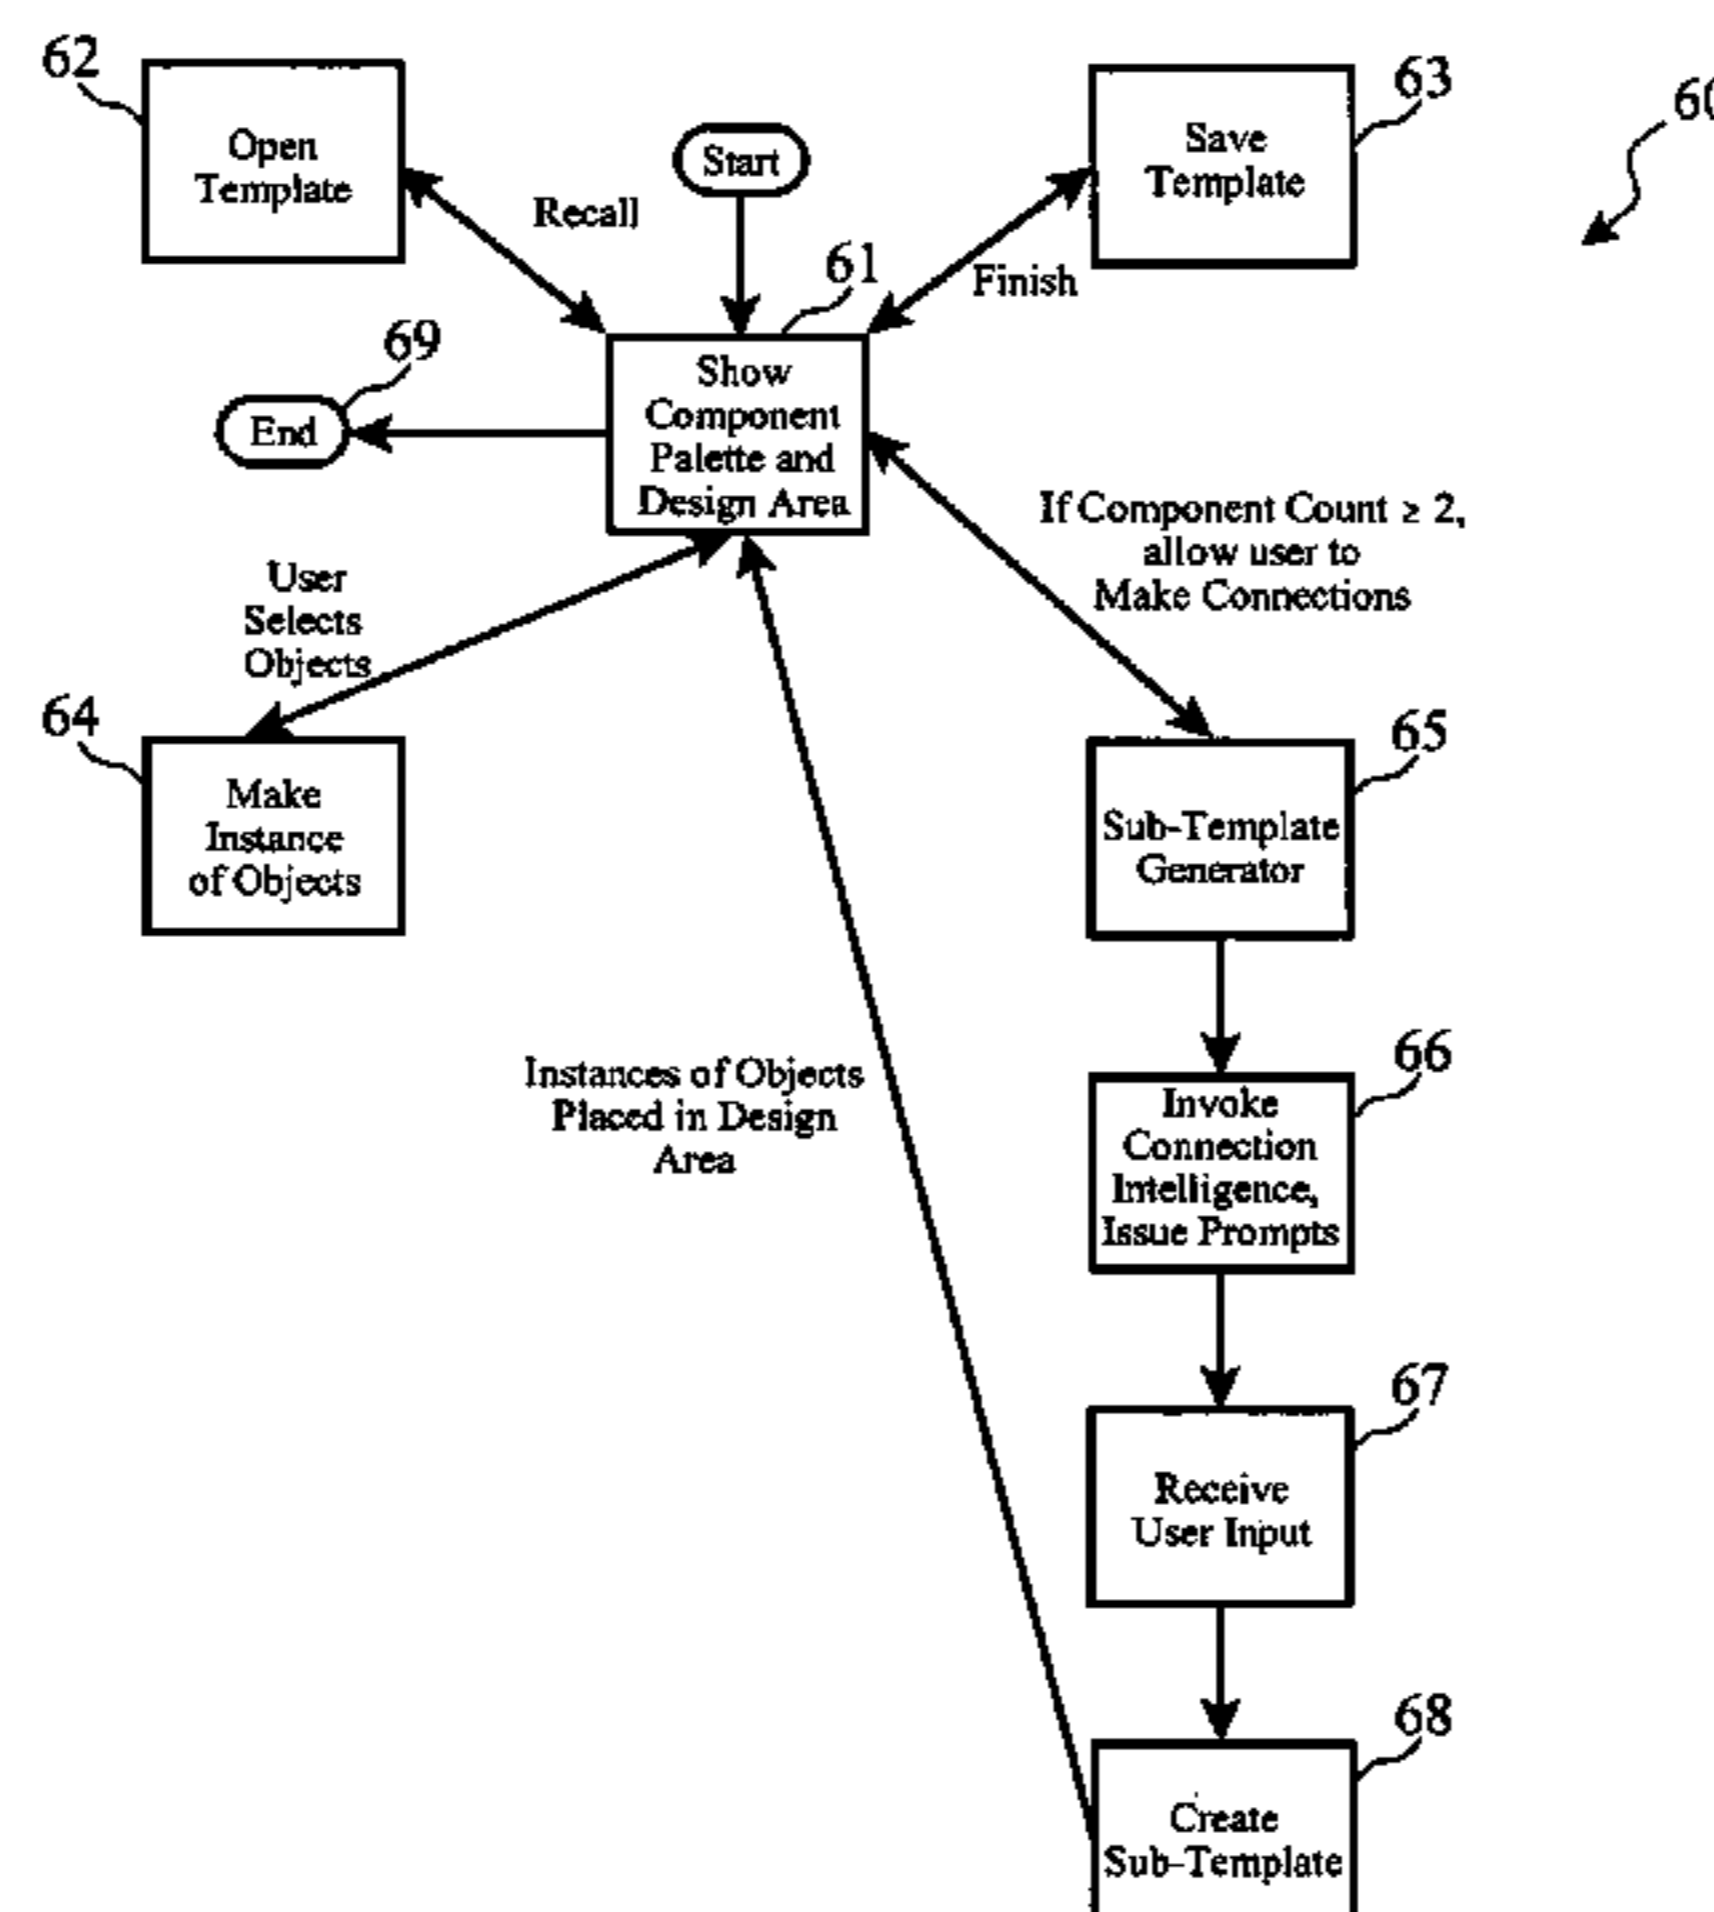 62
Open
Template
Recall
Start
63
Save
Template
60
Finish
61
69
End
Show
Component
Palette and
Design Area
If Component Count ≥ 2,
allow user to
Make Connections
User
Selects
Objects
64
Make
Instance
of Objects
65
Sub-Template
Generator
Instances of Objects
Placed in Design
Area
66
Invoke
Connection
Intelligence,
Issue Prompts
67
Receive
User Input
68
Create
Sub-Template